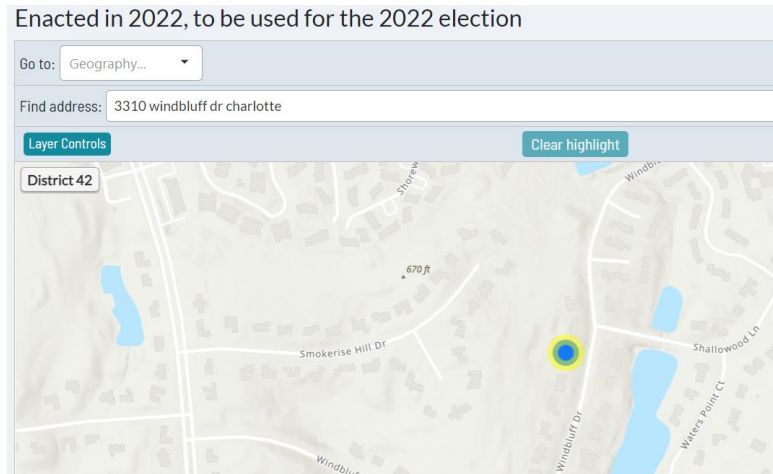 Enacted in 2022, to be used for the 2022 election
Go to: Geography...
Find address: 3310 windbluff dr charlotte
Layer Controls
Clear highlight
District 42
670 ft
Smokerise Hill Dr
Shallowood Ln
Windbluff Dr
Waters Point Ct